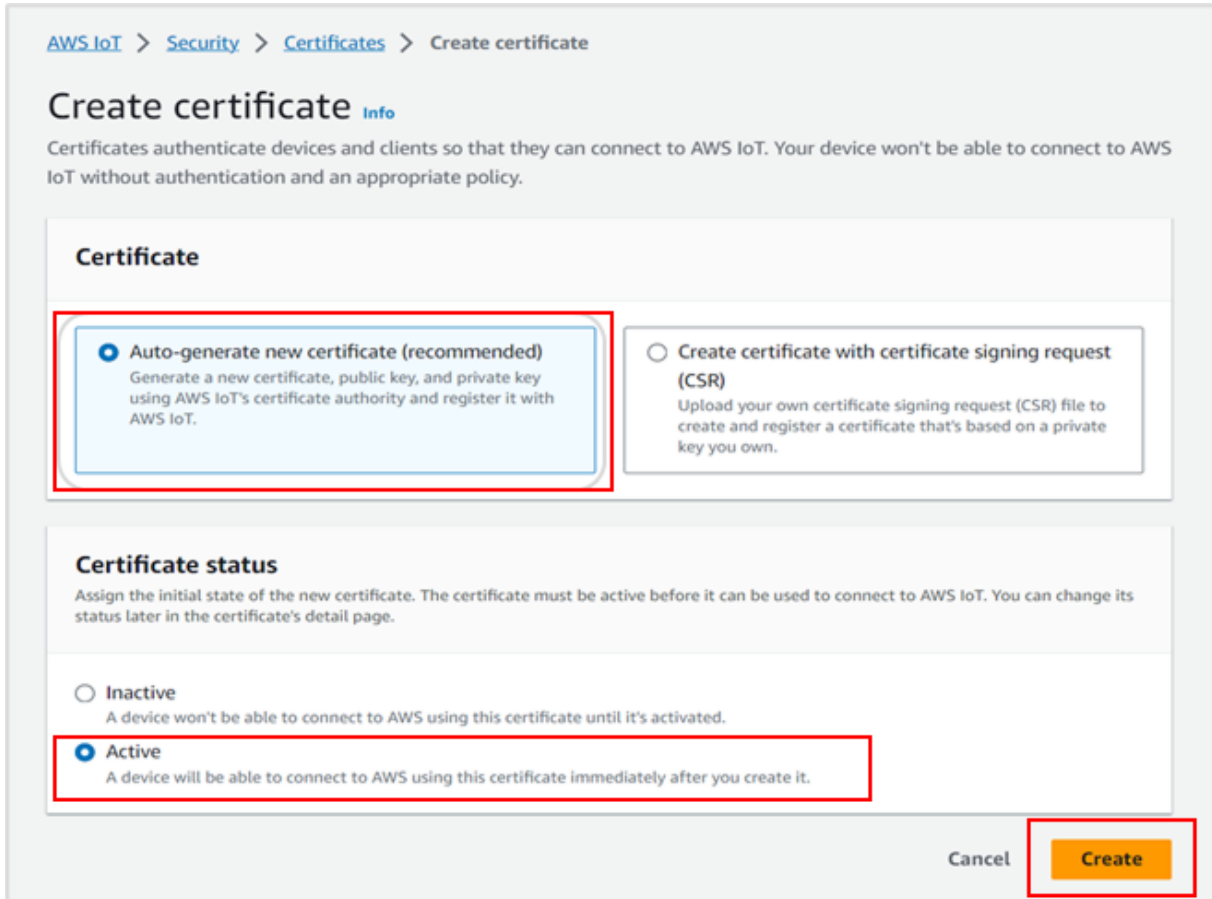 AWS IoT > Security > Certificates > Create certificate
Create certificate Info
Certificates authenticate devices and clients so that they can connect to AWS IoT. Your device won't be able to connect to AWS
IoT without authentication and an appropriate policy.
Certificate
Auto-generate new certificate (recommended)
Generate a new certificate, public key, and private key
using AWS IoT's certificate authority and register it with
AWS IoT.
Create certificate with certificate signing request
(CSR)
Upload your own certificate signing request (CSR) file to
create and register a certificate that's based on a private
key you own.
Certificate status
Assign the initial state of the new certificate. The certificate must be active before it can be used to connect to AWS IoT. You can change its
status later in the certificate's detail page.
Inactive
A device won't be able to connect to AWS using this certificate until it's activated.
Active
A device will be able to connect to AWS using this certificate immediately after you create it.
Cancel
Create